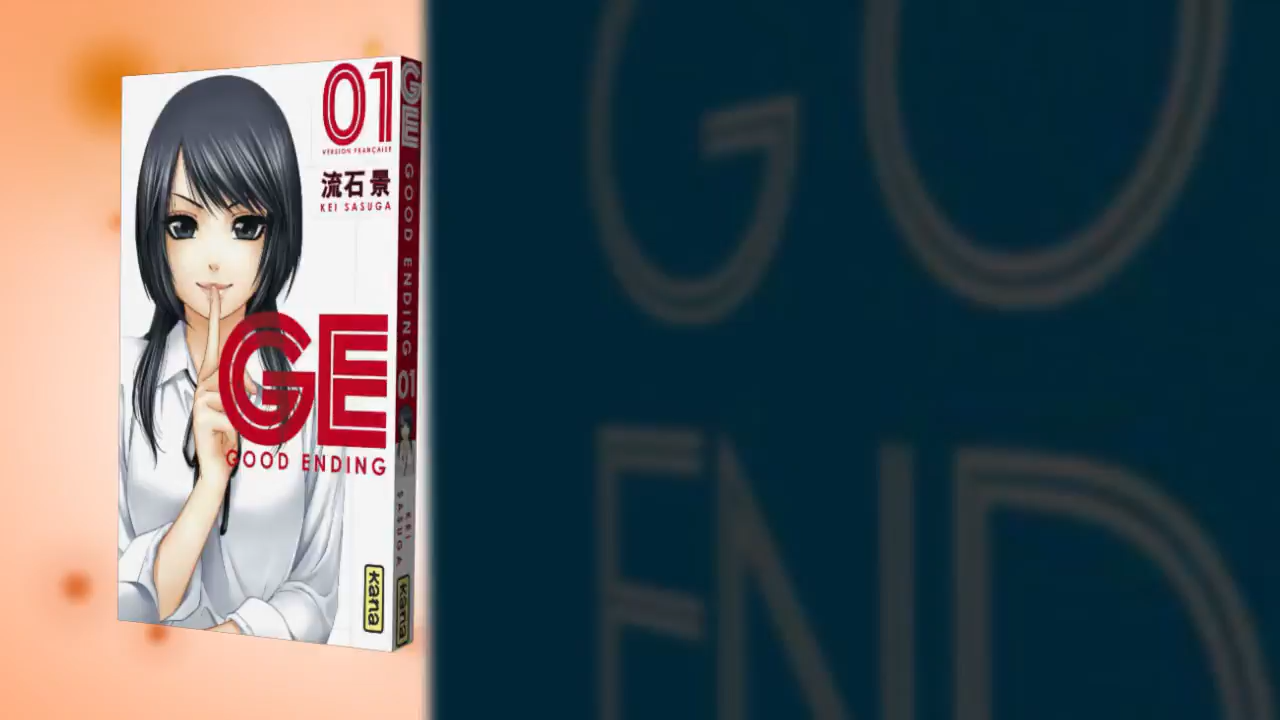 01
VERSION FRANÇAISE
流石景
KEI SASUGA
GE
GOOD ENDING
kana
GE GOOD ENDING 01 KEI SASUGA kana
GO
END